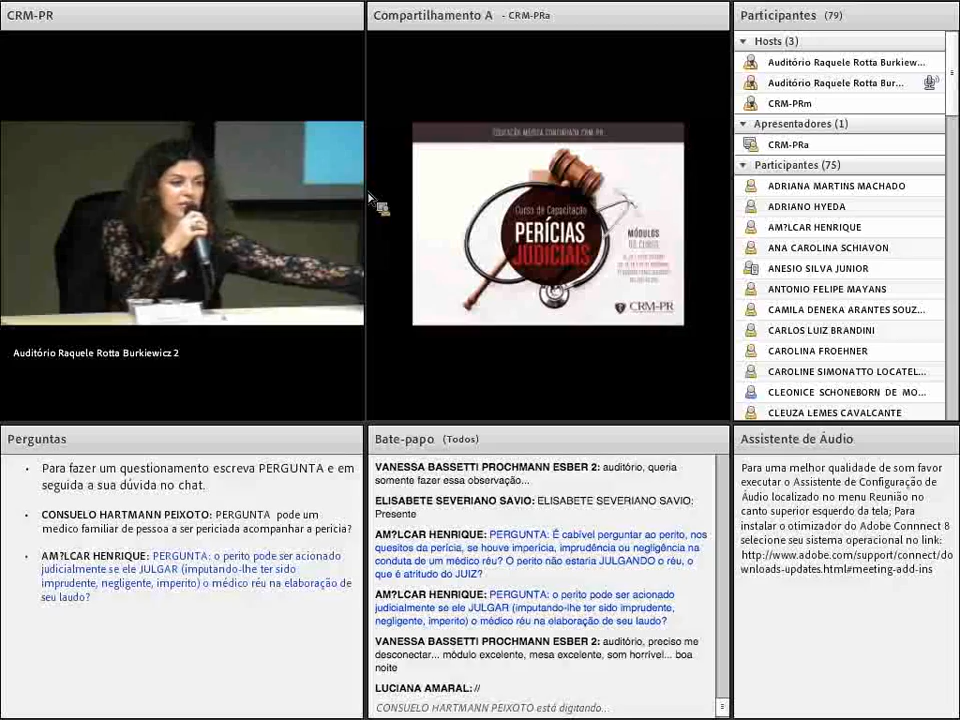 CRM-PR
Auditório Raquele Rotta Burkiewicz 2
Compartilhamento A - CRM-PRa
EDUCAÇÃO MÉDICA CONTINUADA CRM-PR
Curso de Capacitação
PERÍCIAS
JUDICIAIS
MÓDULOS
DO CURSO
CRM-PR
Participantes (79)
Hosts (3)
Auditório Raquele Rotta Burkiew...
Auditório Raquele Rotta Bur...
CRM-PRm
Apresentadores (1)
CRM-PRa
Participantes (75)
ADRIANA MARTINS MACHADO
ADRIANO HYEDA
AM?LCAR HENRIQUE
ANA CAROLINA SCHIAVON
ANESIO SILVA JUNIOR
ANTONIO FELIPE MAYANS
CAMILA DENEKA ARANTES SOUZ...
CARLOS LUIZ BRANDINI
CAROLINA FROEHNER
CAROLINE SIMONATTO LOCATEL...
CLEONICE SCHONEBORN DE MO...
CLEUZA LEMES CAVALCANTE
Perguntas
• Para fazer um questionamento escreva PERGUNTA e em
seguida a sua dúvida no chat.
• CONSUELO HARTMANN PEIXOTO: PERGUNTA pode um
medico familiar de pessoa a ser periciada acompanhar a pericia?
• AM?LCAR HENRIQUE: PERGUNTA: o perito pode ser acionado
judicialmente se ele JULGAR (imputando-lhe ter sido
imprudente, negligente, imperito) o médico réu na elaboração de
seu laudo?
Bate-papo (Todos)
VANESSA BASSETTI PROCHMANN ESBER 2: auditório, queria
somente fazer essa observação...
ELISABETE SEVERIANO SAVIO: ELISABETE SEVERIANO SAVIO:
Presente
AM?LCAR HENRIQUE: PERGUNTA: É cabível perguntar ao perito, nos
quesitos da perícia, se houve imperícia, imprudência ou negligência na
conduta de um médico réu? O perito não estaria JULGANDO o réu, o
que é atritudo do JUIZ?
AM?LCAR HENRIQUE: PERGUNTA: o perito pode ser acionado
judicialmente se ele JULGAR (imputando-lhe ter sido imprudente,
negligente, imperito) o médico réu na elaboração de seu laudo?
VANESSA BASSETTI PROCHMANN ESBER 2: auditório, preciso me
desconectar... módulo excelente, mesa excelente, som horrível... boa
noite
LUCIANA AMARAL: //
CONSUELO HARTMANN PEIXOTO está digitando...
Assistente de Áudio
Para uma melhor qualidade de som favor
executar o Assistente de Configuração de
Áudio localizado no menu Reunião no
canto superior esquerdo da tela; Para
instalar o otimizador do Adobe Connnect 8
selecione seu sistema operacional no link:
http://www.adobe.com/support/connect/do
wnloads-updates.html#meeting-add-ins